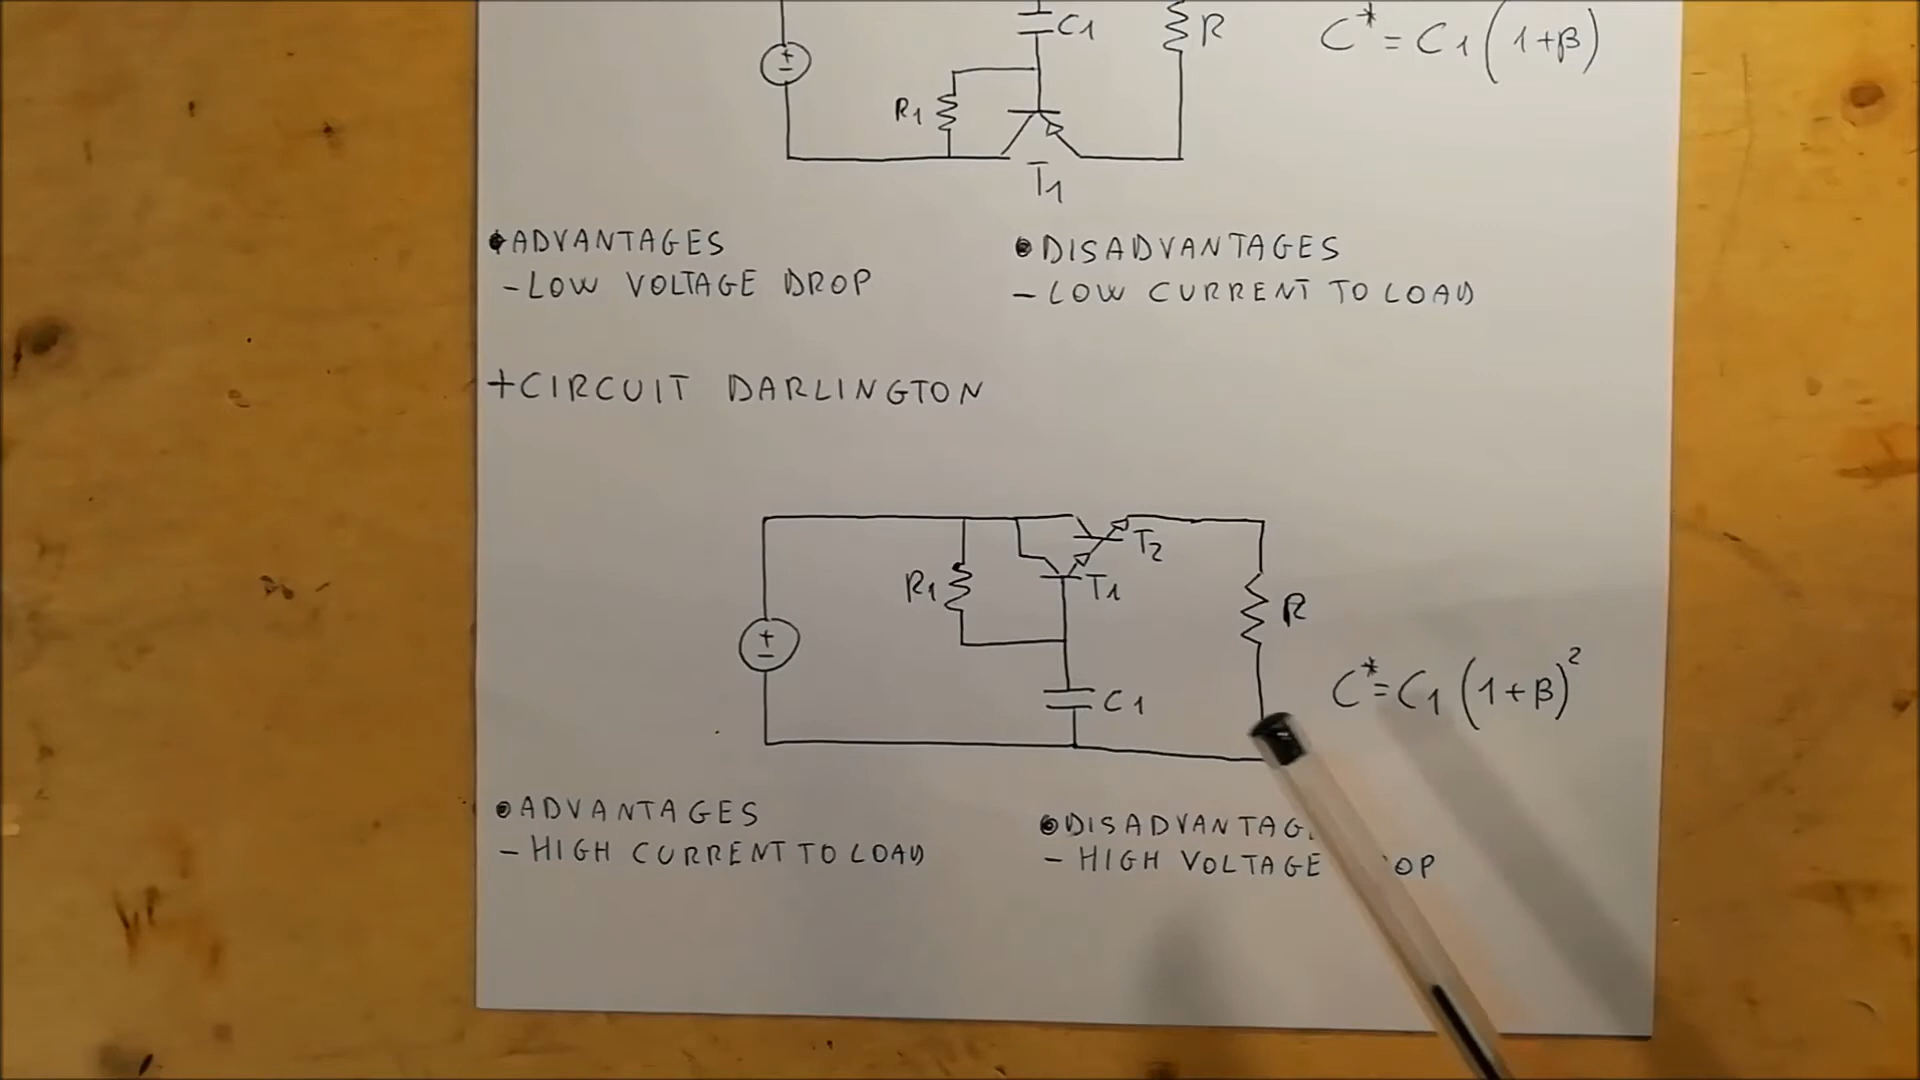 C1
R
C* = C1 (1+β)
+
−
R1
T1
•ADVANTAGES
- LOW VOLTAGE DROP
•DISADVANTAGES
- LOW CURRENT TO LOAD
+CIRCUIT DARLINGTON
T2
R1
T1
R
+
−
C* = C1 (1+β)²
C1
•ADVANTAGES
- HIGH CURRENT TO LOAD
•DISADVANTAG
- HIGH VOLTAGE OP